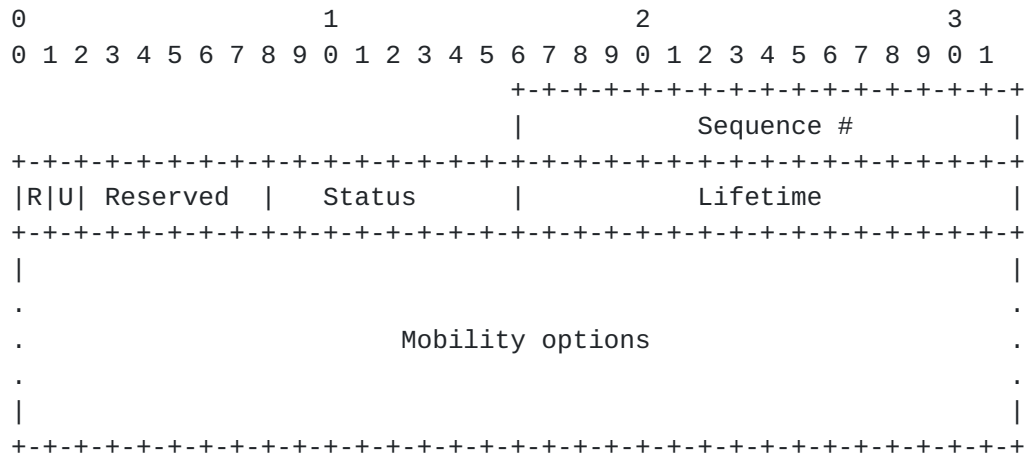 0                   1                   2                   3
0 1 2 3 4 5 6 7 8 9 0 1 2 3 4 5 6 7 8 9 0 1 2 3 4 5 6 7 8 9 0 1
                                +-+-+-+-+-+-+-+-+-+-+-+-+-+-+-+-+
                                |           Sequence #          |
+-+-+-+-+-+-+-+-+-+-+-+-+-+-+-+-+-+-+-+-+-+-+-+-+-+-+-+-+-+-+-+-+
|R|U| Reserved  |   Status      |           Lifetime            |
+-+-+-+-+-+-+-+-+-+-+-+-+-+-+-+-+-+-+-+-+-+-+-+-+-+-+-+-+-+-+-+-+
|                                                               |
.                                                               .
.                        Mobility options                       .
.                                                               .
|                                                               |
+-+-+-+-+-+-+-+-+-+-+-+-+-+-+-+-+-+-+-+-+-+-+-+-+-+-+-+-+-+-+-+-+